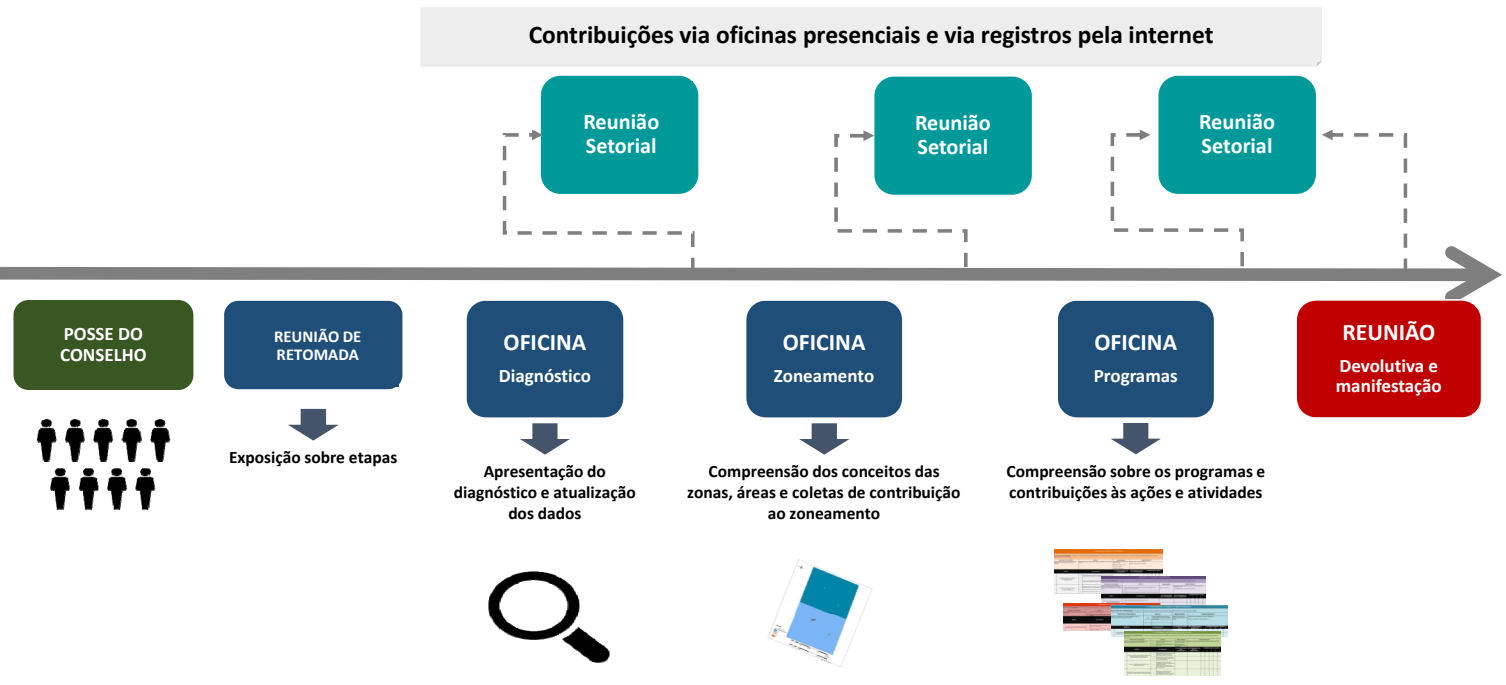 Contribuições via oficinas presenciais e via registros pela internet
Reunião
Setorial
Reunião
Setorial
Reunião
Setorial
POSSE DO
CONSELHO
REUNIÃO DE
RETOMADA
OFICINA
Diagnóstico
OFICINA
Zoneamento
OFICINA
Programas
REUNIÃO
Devolutiva e
manifestação
Exposição sobre etapas
Apresentação do
diagnóstico e atualização
dos dados
Compreensão dos conceitos das
zonas, áreas e coletas de contribuição
ao zoneamento
Compreensão sobre os programas e
contribuições às ações e atividades